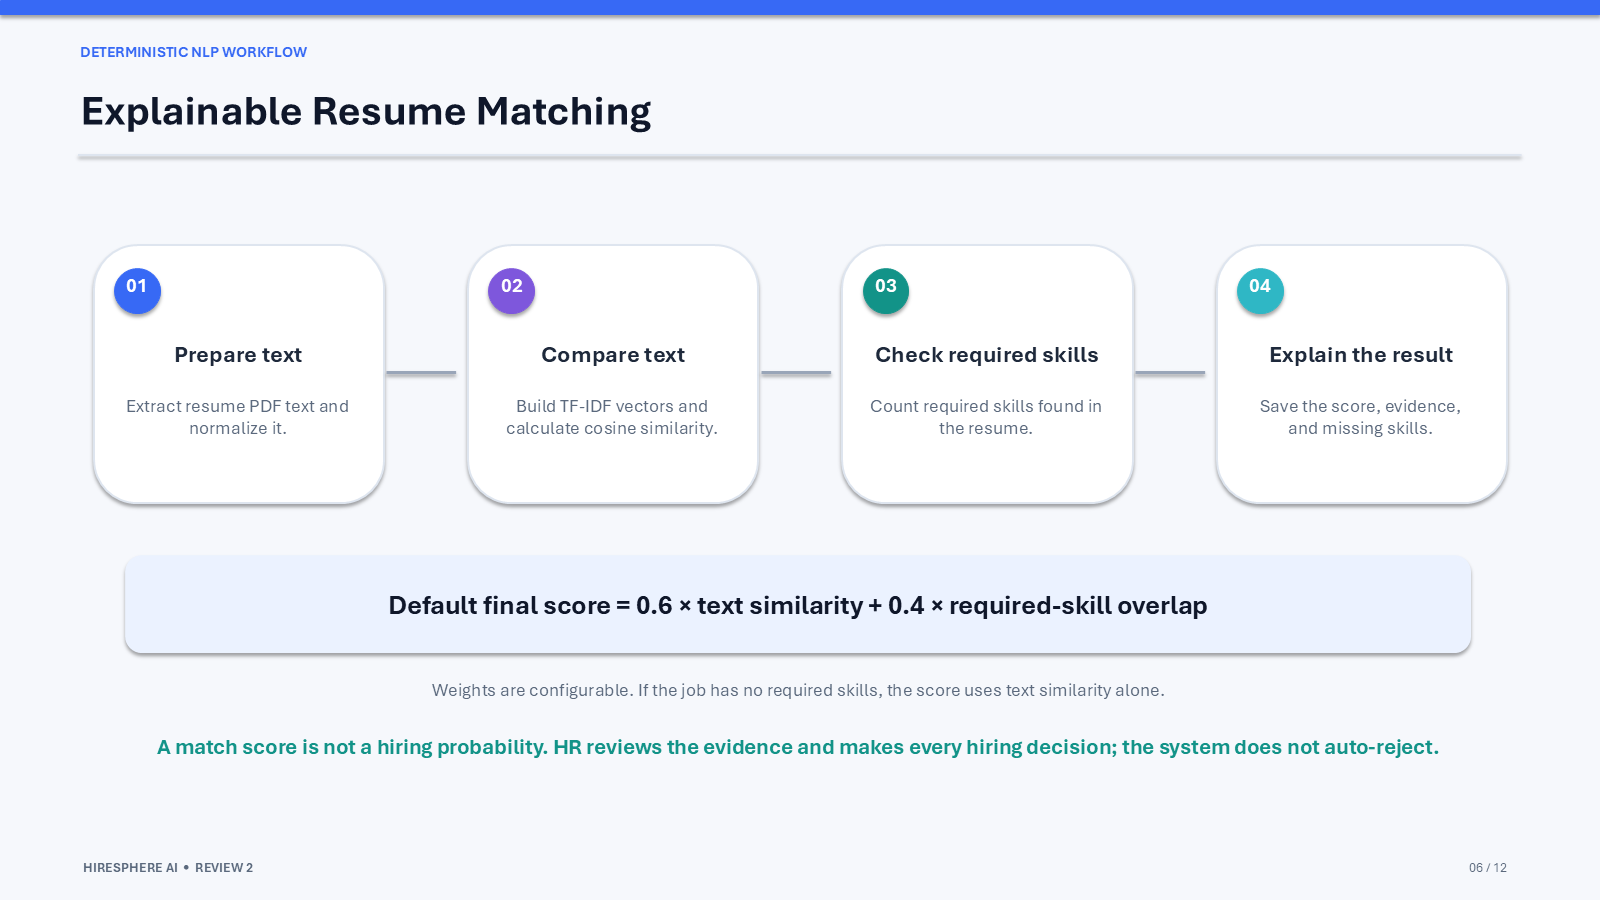 DETERMINISTIC NLP WORKFLOW
Explainable Resume Matching
01
Prepare text
Extract resume PDF text and
normalize it.
02
Compare text
Build TF-IDF vectors and
calculate cosine similarity.
03
Check required skills
Count required skills found in
the resume.
04
Explain the result
Save the score, evidence,
and missing skills.
Default final score = 0.6 × text similarity + 0.4 × required-skill overlap
Weights are configurable. If the job has no required skills, the score uses text similarity alone.
A match score is not a hiring probability. HR reviews the evidence and makes every hiring decision; the system does not auto-reject.
HIRESPHERE AI • REVIEW 2
06 / 12